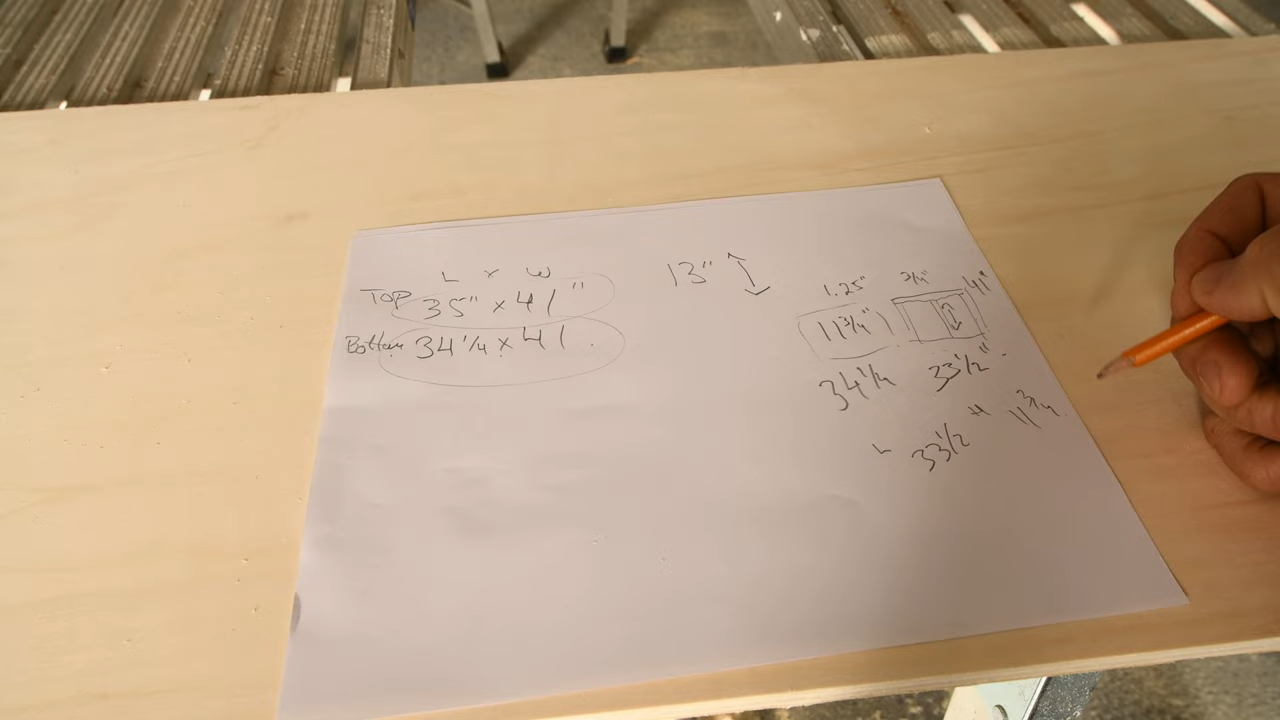 L x W
TOP 35" x 41"
Bottom 34 1/4 x 41.
13"
1.25" 3/4" 41"
11 3/4"
34 1/4 33 1/2"
L 33 1/2 H 11 3/4.